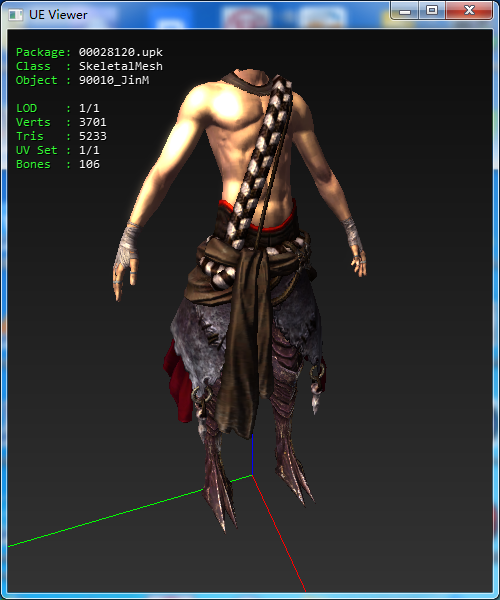 UE Viewer
Package: 00028120.upk
Class : SkeletalMesh
Object : 90010_JinM
LOD : 1/1
Verts : 3701
Tris : 5233
UV Set : 1/1
Bones : 106